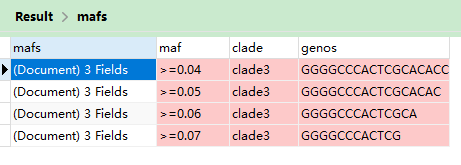 Result > mafs
mafs maf clade genos
(Document) 3 Fields >=0.04 clade3 GGGGCCCACTCGCACACC
(Document) 3 Fields >=0.05 clade3 GGGGCCCACTCGCACAC
(Document) 3 Fields >=0.06 clade3 GGGGCCCACTCGCA
(Document) 3 Fields >=0.07 clade3 GGGGCCCACTCG